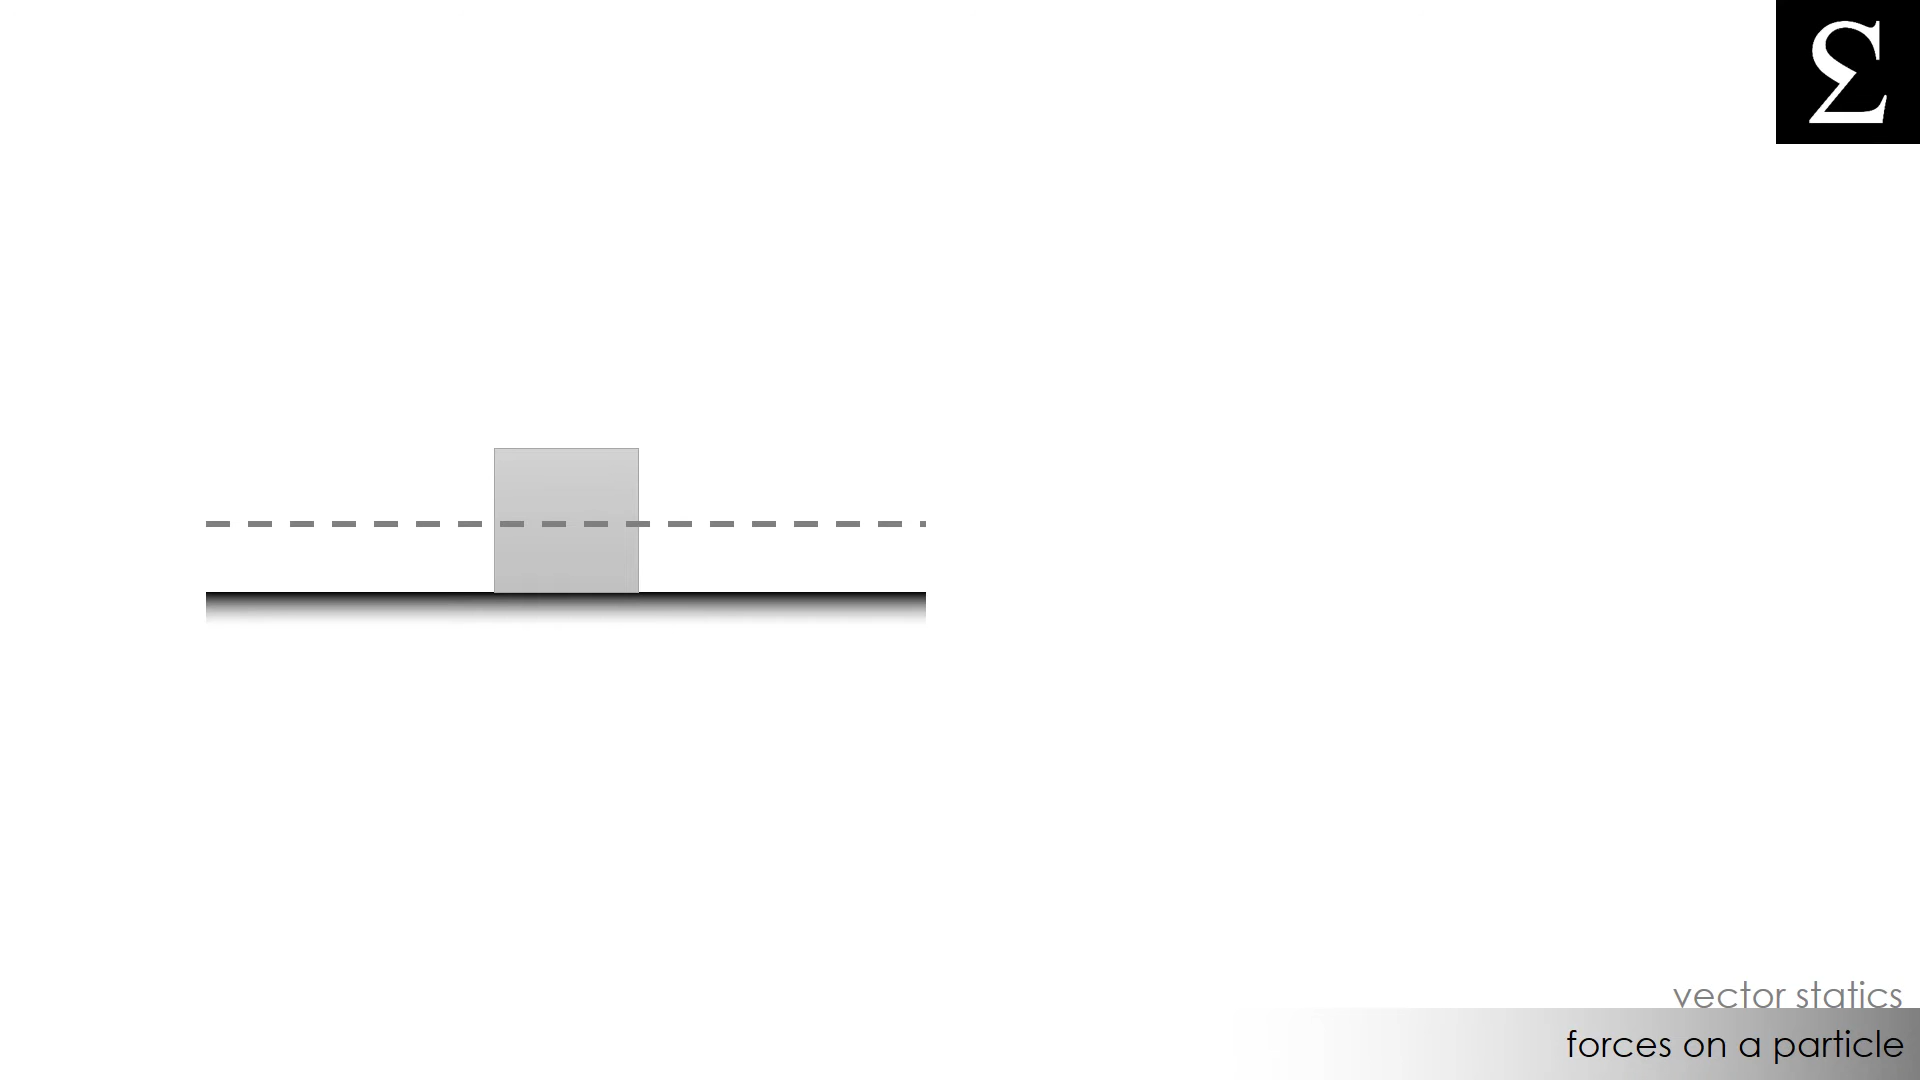 vector statics
forces on a particle